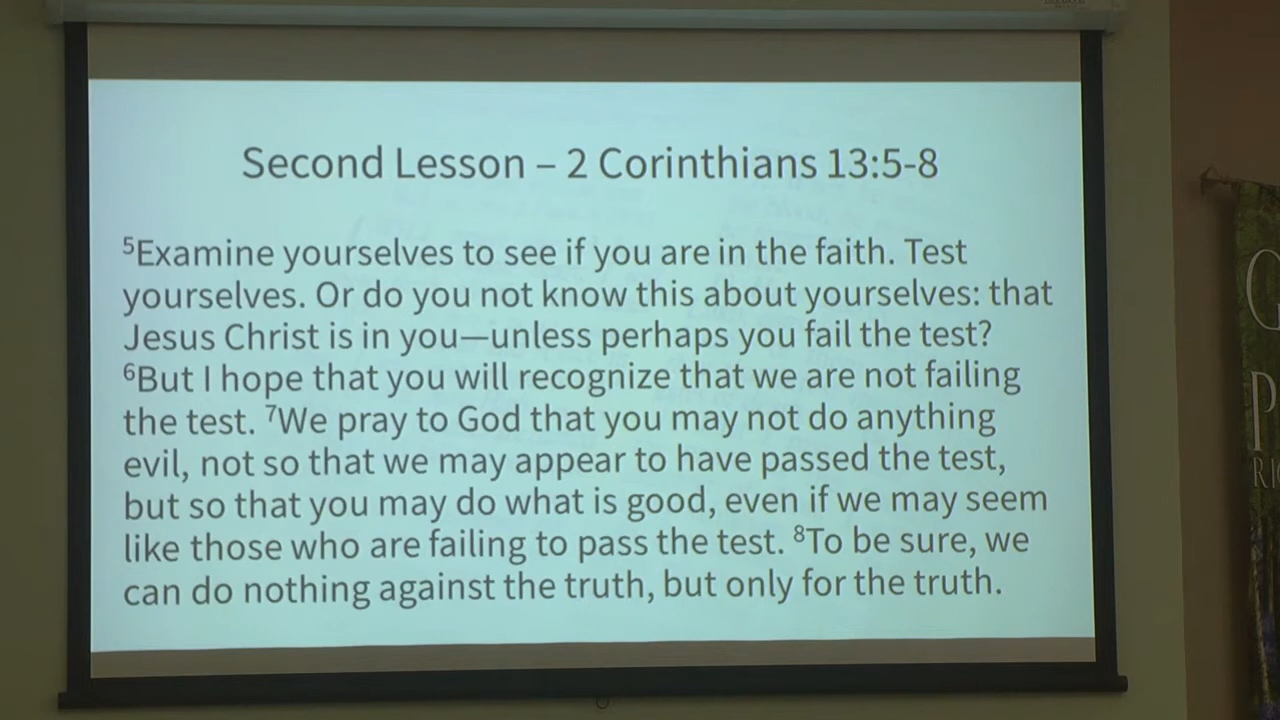 Second Lesson – 2 Corinthians 13:5-8
⁵Examine yourselves to see if you are in the faith. Test
yourselves. Or do you not know this about yourselves: that
Jesus Christ is in you—unless perhaps you fail the test?
⁶But I hope that you will recognize that we are not failing
the test. ⁷We pray to God that you may not do anything
evil, not so that we may appear to have passed the test,
but so that you may do what is good, even if we may seem
like those who are failing to pass the test. ⁸To be sure, we
can do nothing against the truth, but only for the truth.